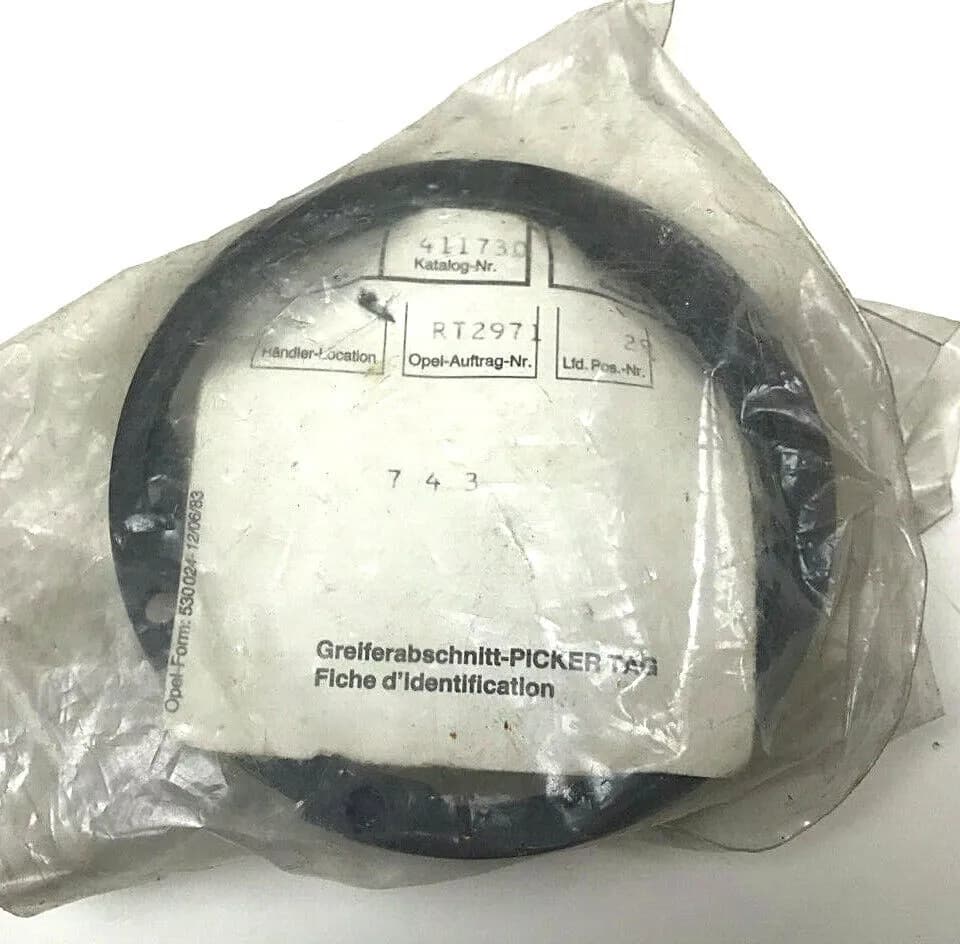 411730
Katalog-Nr.
RT2971
Händler-Location
Opel-Auftrag-Nr.
Lfd. Pos.-Nr.
7 4 3
Opel-Form: 530 024-12/06/83
Greiferabschnitt-PICKER TAG
Fiche d'identification